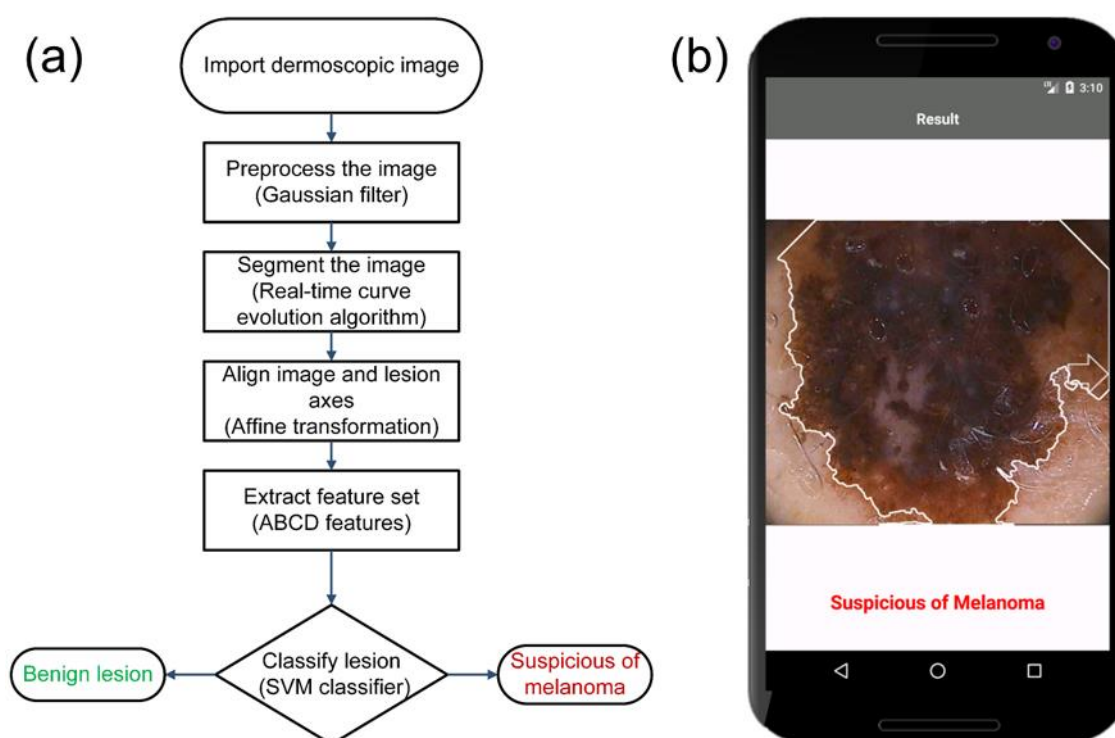 (a)
Import dermoscopic image
Preprocess the image
(Gaussian filter)
Segment the image
(Real-time curve
evolution algorithm)
Align image and lesion
axes
(Affine transformation)
Extract feature set
(ABCD features)
Classify lesion
(SVM classifier)
Benign lesion
Suspicious of
melanoma
(b)
3:10
Result
Suspicious of Melanoma